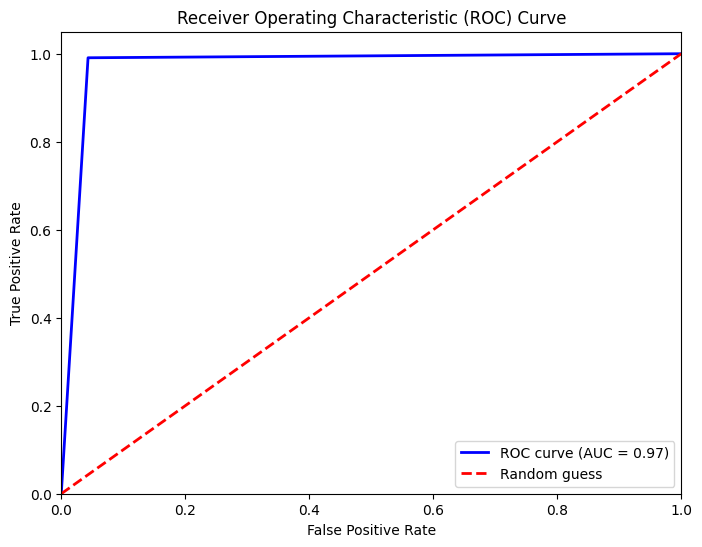 Receiver Operating Characteristic (ROC) Curve
1.0
0.8
0.6
0.4
0.2
0.0
True Positive Rate
ROC curve (AUC = 0.97)
Random guess
0.0 0.2 0.4 0.6 0.8 1.0
False Positive Rate